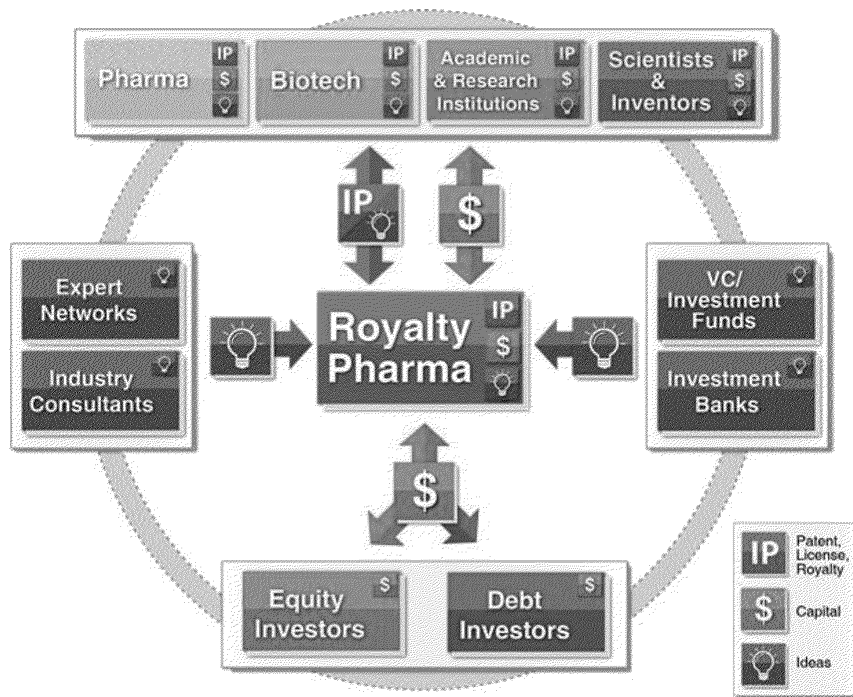 Pharma
IP
$
Biotech
IP
$
Academic
& Research
Institutions
IP
$
Scientists
&
Inventors
IP
$
IP
$
Expert
Networks
Industry
Consultants
Royalty
Pharma
IP
$
VC/
Investment
Funds
Investment
Banks
$
Equity
Investors
$
Debt
Investors
$
IP
Patent,
License,
Royalty
$
Capital
Ideas